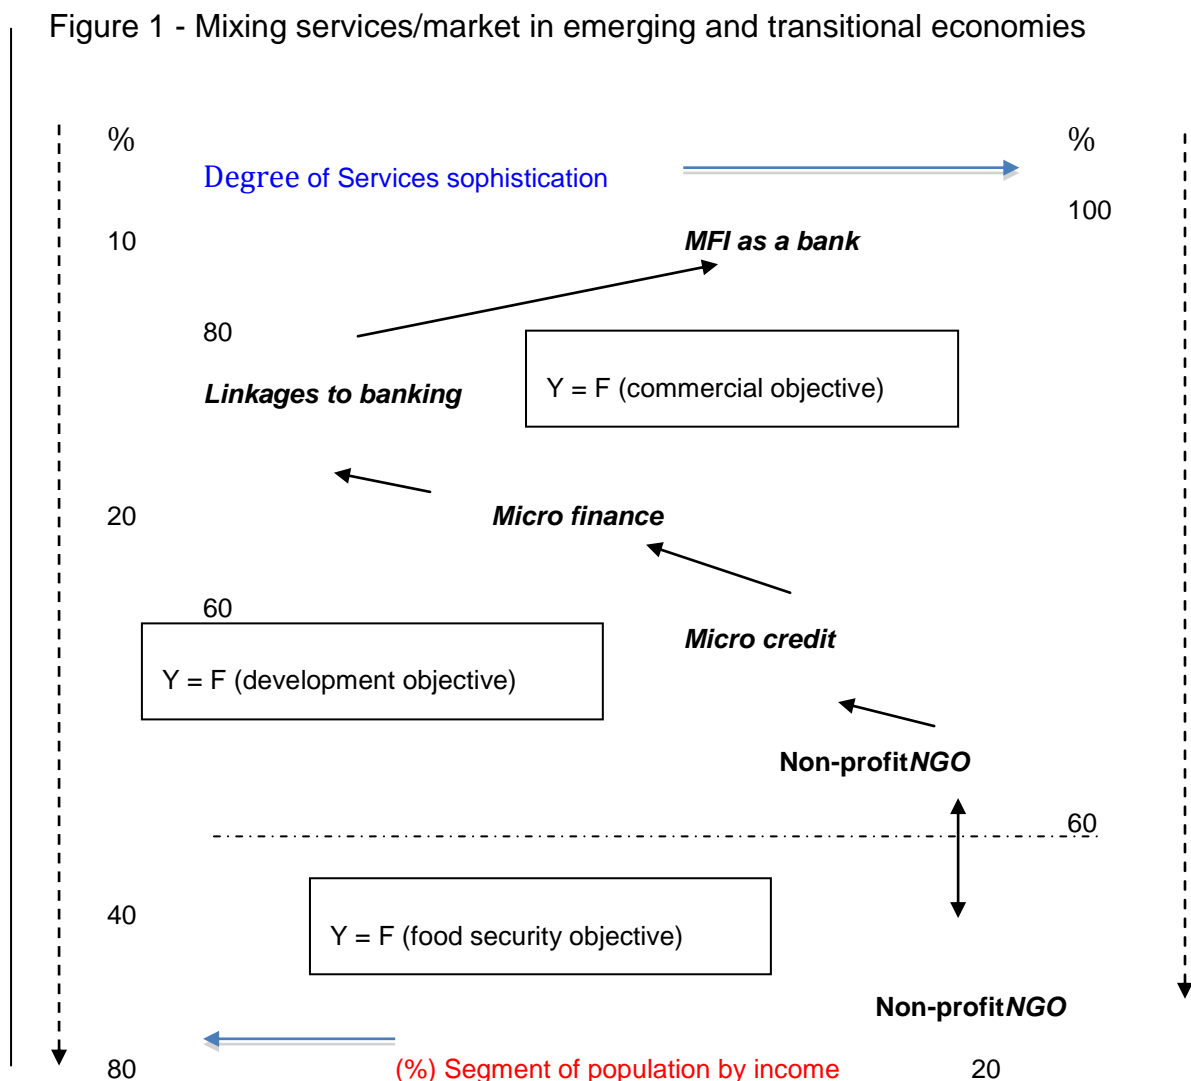 Figure 1 - Mixing services/market in emerging and transitional economies
% %
Degree of Services sophistication
100
10 MFI as a bank
80
Linkages to banking
Y = F (commercial objective)
20 Micro finance
60
Micro credit
Y = F (development objective)
Non-profitNGO
60
40
Y = F (food security objective)
Non-profitNGO
80 (%) Segment of population by income 20